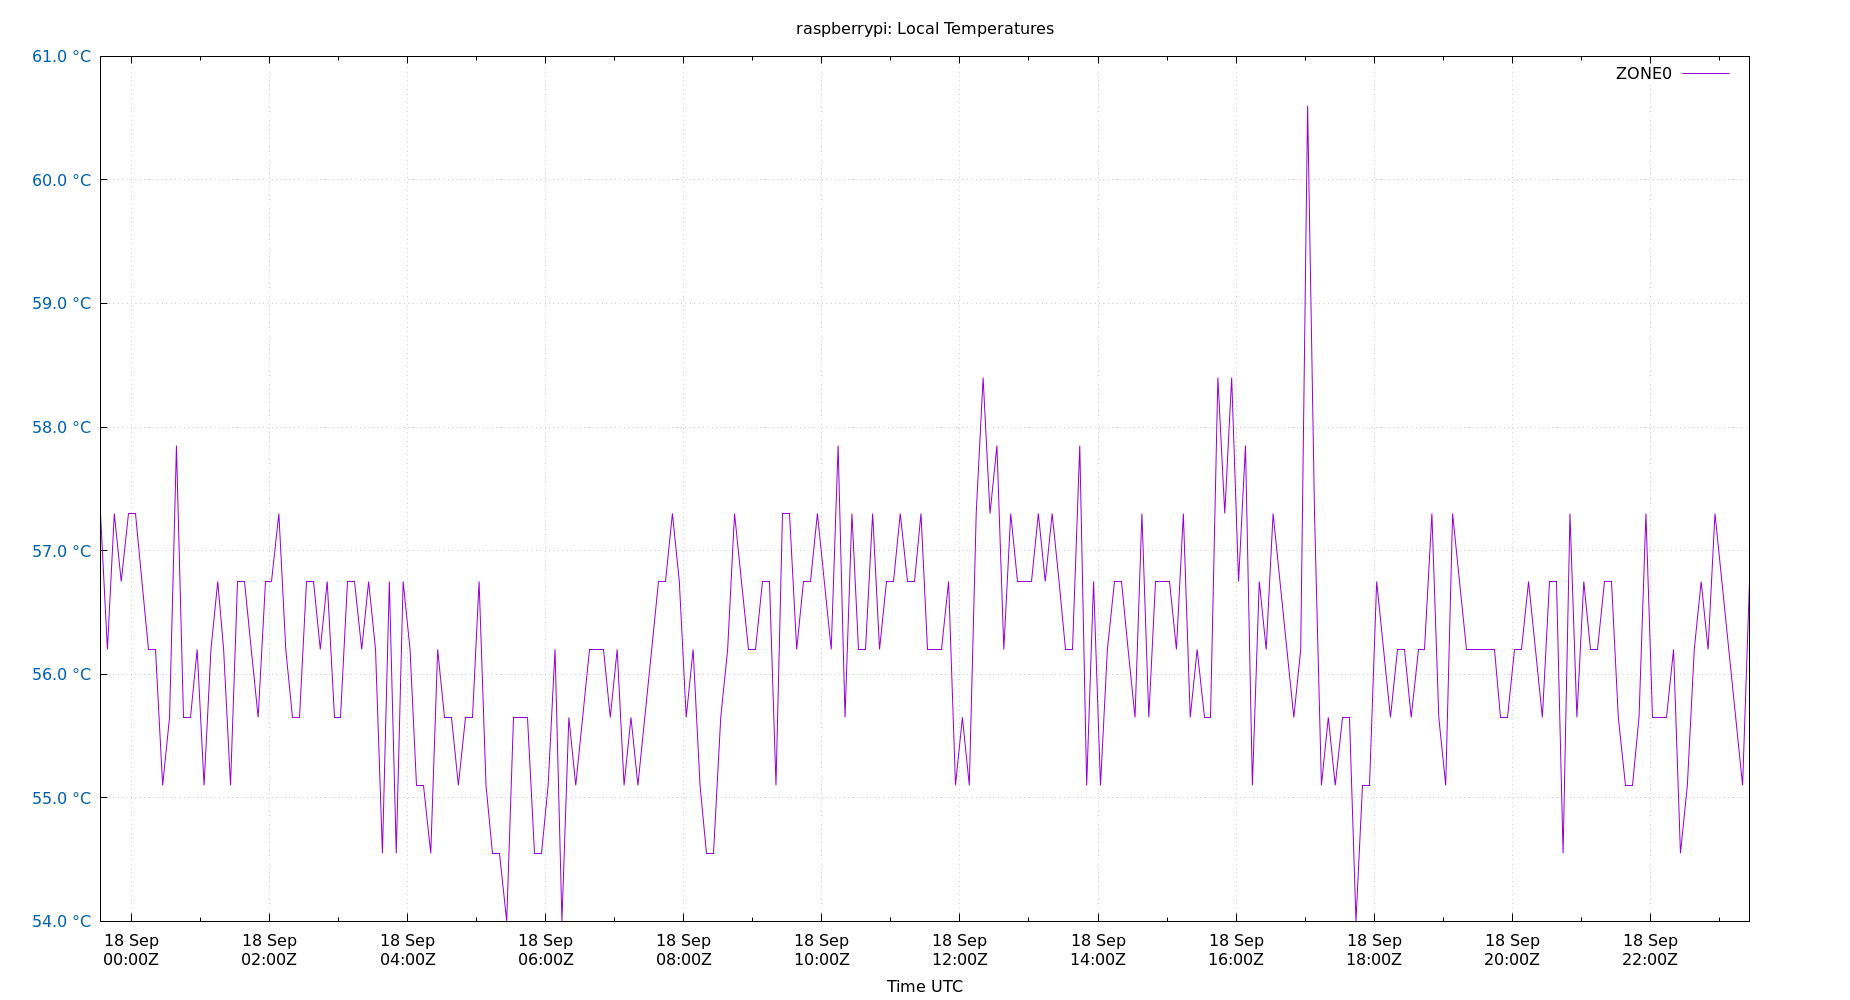 raspberrypi: Local Temperatures
61.0 °C
ZONE0
60.0 °C
59.0 °C
58.0 °C
57.0 °C
56.0 °C
55.0 °C
54.0 °C
18 Sep 18 Sep 18 Sep 18 Sep 18 Sep 18 Sep 18 Sep 18 Sep 18 Sep 18 Sep 18 Sep 18 Sep
00:00Z 02:00Z 04:00Z 06:00Z 08:00Z 10:00Z 12:00Z 14:00Z 16:00Z 18:00Z 20:00Z 22:00Z
Time UTC